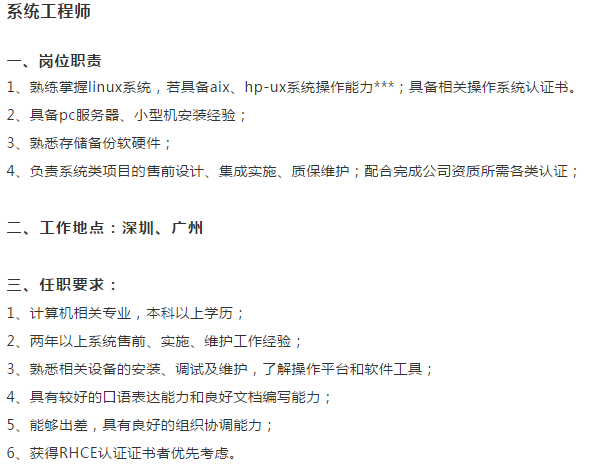 系统工程师
一、岗位职责
1、熟练掌握linux系统，若具备aix、hp-ux系统操作能力***；具备相关操作系统认证书。
2、具备pc服务器、小型机安装经验；
3、熟悉存储备份软硬件；
4、负责系统类项目的售前设计、集成实施、质保维护；配合完成公司资质所需各类认证；
二、工作地点：深圳、广州
三、任职要求：
1、计算机相关专业，本科以上学历；
2、两年以上系统售前、实施、维护工作经验；
3、熟悉相关设备的安装、调试及维护，了解操作平台和软件工具；
4、具有较好的口语表达能力和良好文档编写能力；
5、能够出差，具有良好的组织协调能力；
6、获得RHCE认证证书者优先考虑。